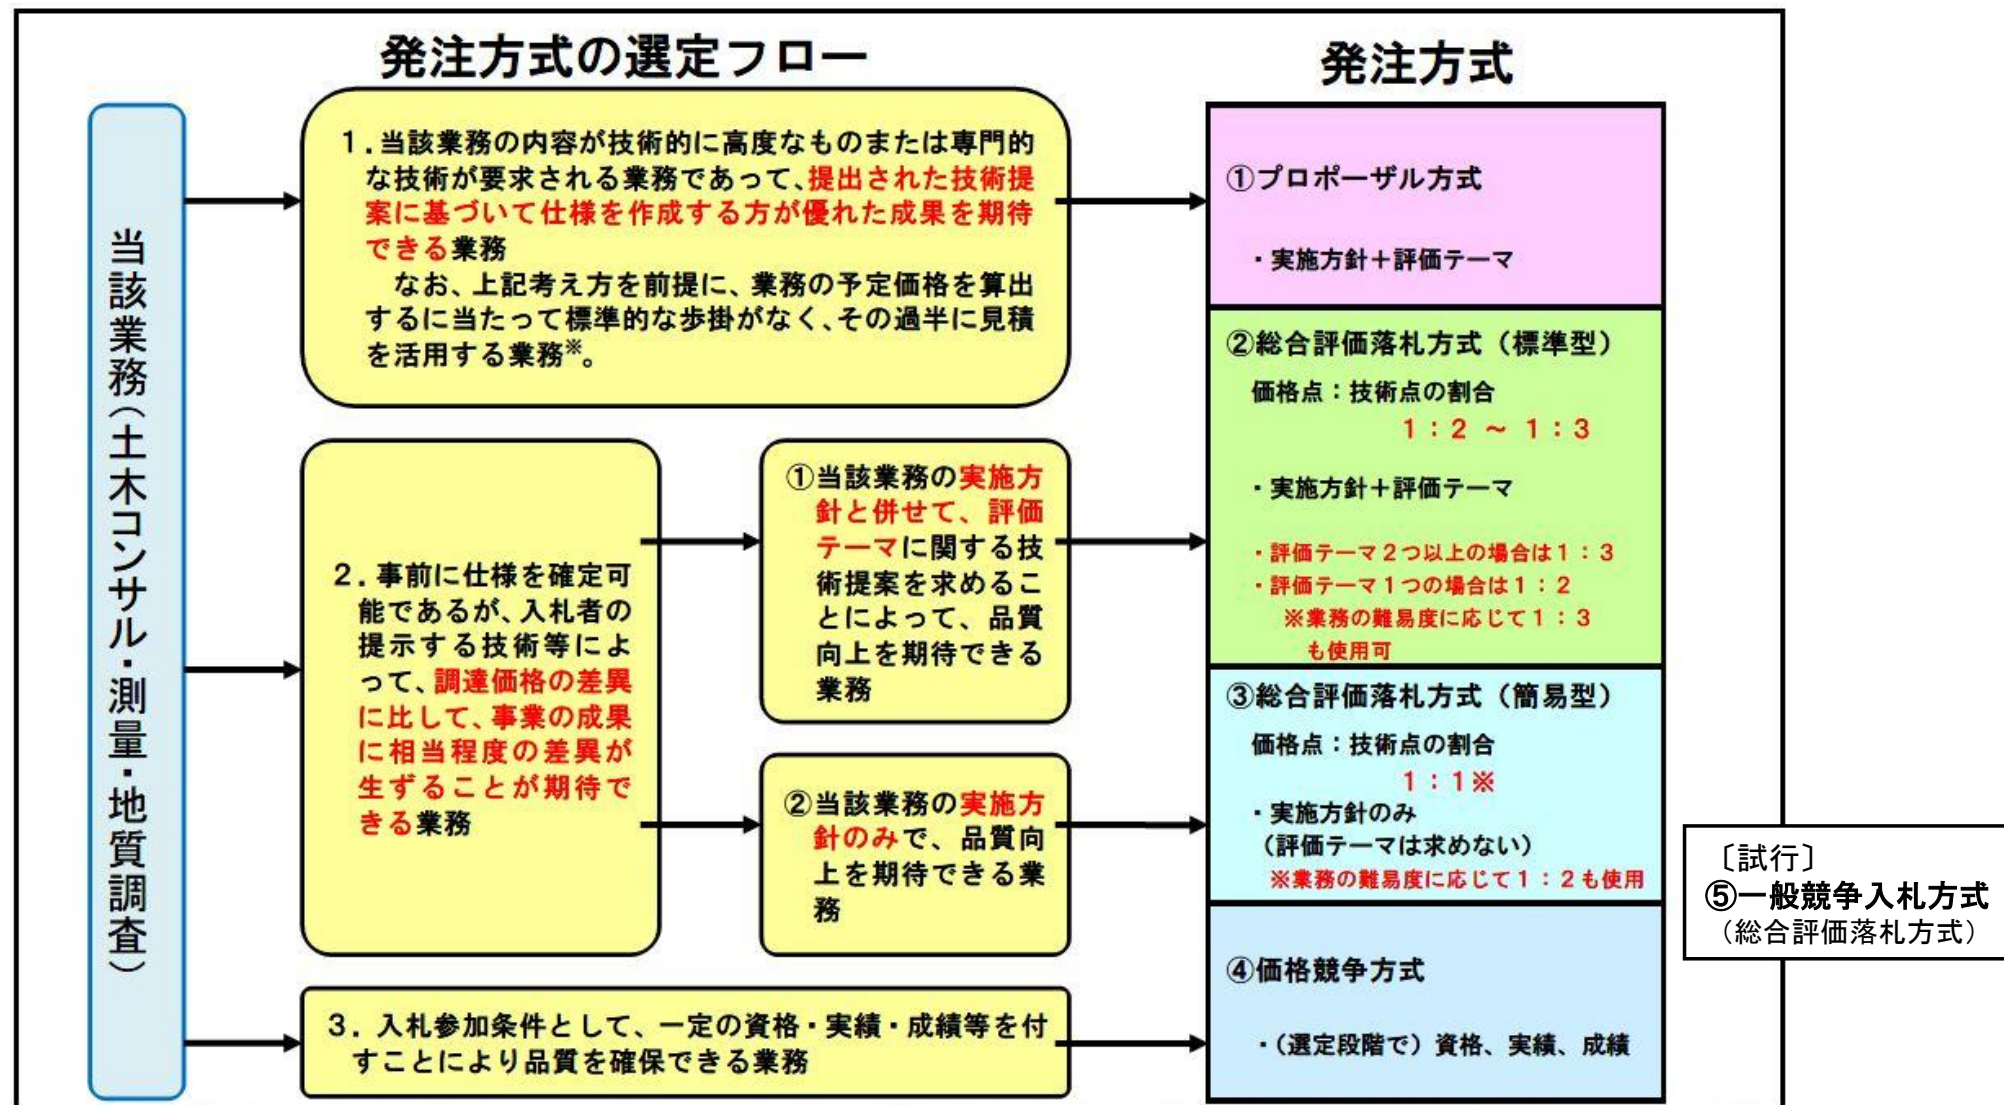 発注方式の選定フロー
発注方式
当該業務(土木コンサル・測量・地質調査)
1.当該業務の内容が技術的に高度なものまたは専門的
な技術が要求される業務であって、提出された技術提
案に基づいて仕様を作成する方が優れた成果を期待
できる業務
なお、上記考え方を前提に、業務の予定価格を算出
するに当たって標準的な歩掛がなく、その過半に見積
を活用する業務※。
2.事前に仕様を確定可
能であるが、入札者の
提示する技術等によ
って、調達価格の差異
に比して、事業の成果
に相当程度の差異が
生ずることが期待で
きる業務
①当該業務の実施方
針と併せて、評価
テーマに関する技
術提案を求めるこ
とによって、品質
向上を期待できる
業務
②当該業務の実施方
針のみで、品質向
上を期待できる業
務
3.入札参加条件として、一定の資格・実績・成績等を付
すことにより品質を確保できる業務
①プロポーザル方式
・実施方針+評価テーマ
②総合評価落札方式(標準型)
価格点:技術点の割合
1:2 ~ 1:3
・実施方針+評価テーマ
・評価テーマ2つ以上の場合は1:3
・評価テーマ1つの場合は1:2
※業務の難易度に応じて1:3
も使用可
③総合評価落札方式(簡易型)
価格点:技術点の割合
1:1※
・実施方針のみ
(評価テーマは求めない)
※業務の難易度に応じて1:2も使用
④価格競争方式
・(選定段階で)資格、実績、成績
〔試行〕
⑤一般競争入札方式
(総合評価落札方式)